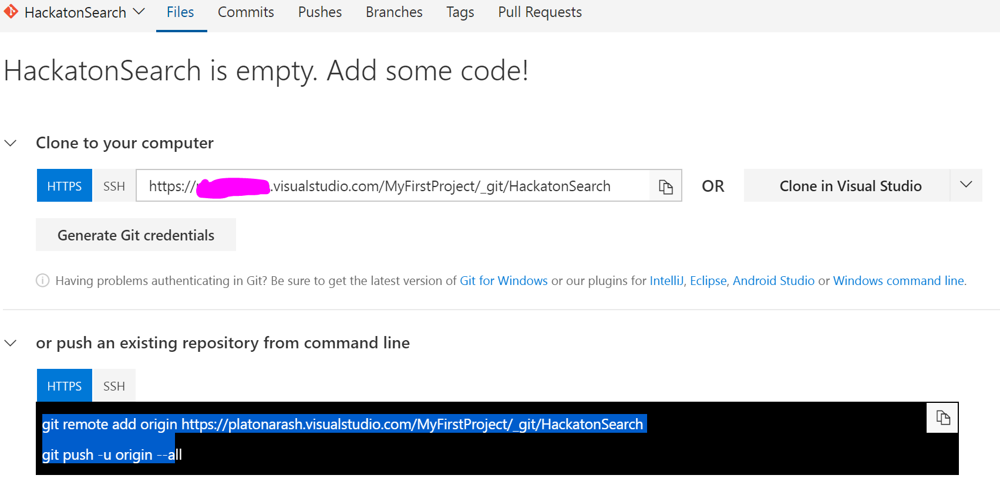 HackatonSearch Files Commits Pushes Branches Tags Pull Requests
HackatonSearch is empty. Add some code!
Clone to your computer
HTTPS SSH https:// .visualstudio.com/MyFirstProject/_git/HackatonSearch OR Clone in Visual Studio
Generate Git credentials
Having problems authenticating in Git? Be sure to get the latest version of Git for Windows or our plugins for IntelliJ, Eclipse, Android Studio or Windows command line.
or push an existing repository from command line
HTTPS SSH
git remote add origin https://platonarash.visualstudio.com/MyFirstProject/_git/HackatonSearch
git push -u origin --all